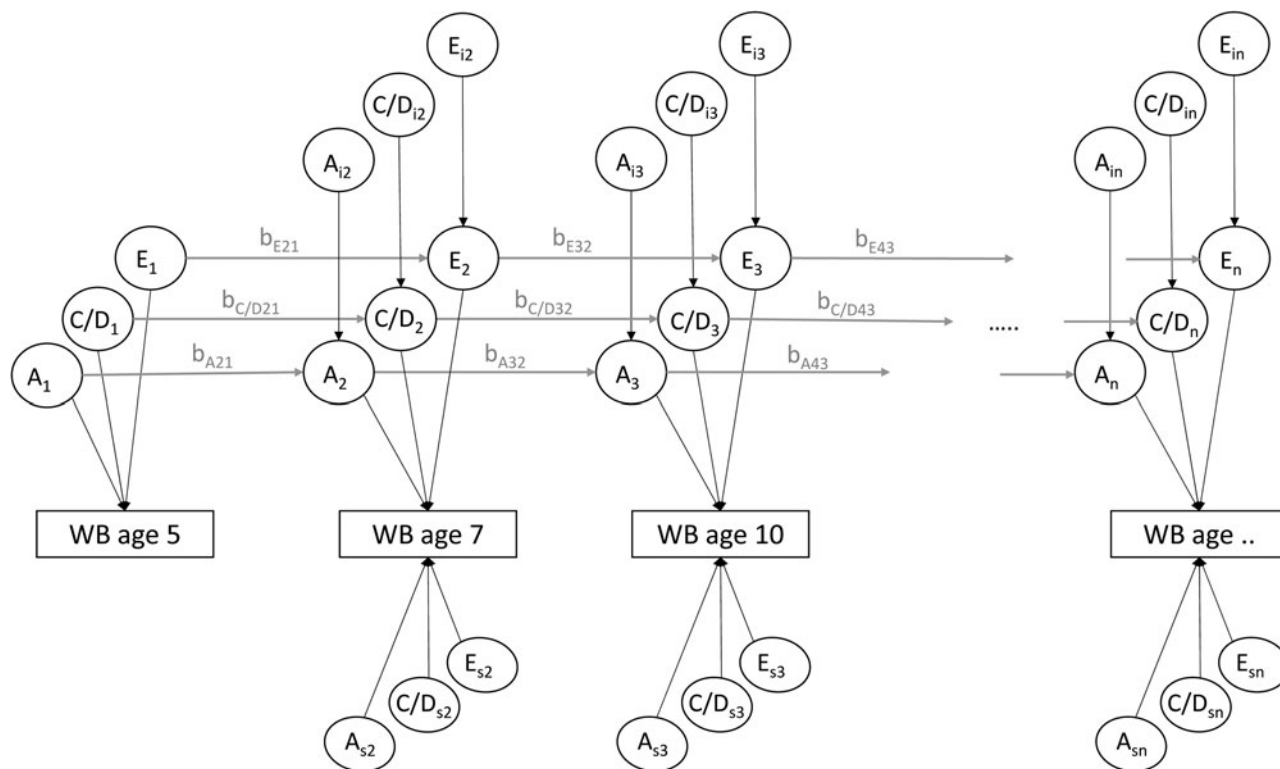 E_i2 E_i3 E_in
C/D_i2 C/D_i3 C/D_in
A_i2 A_i3 A_in
b_E21 b_E32 b_E43
E_1 E_2 E_3 E_n
b_C/D21 b_C/D32 b_C/D43
C/D_1 C/D_2 C/D_3 ..... C/D_n
b_A21 b_A32 b_A43
A_1 A_2 A_3 A_n
WB age 5 WB age 7 WB age 10 WB age ..
E_s2 E_s3 E_sn
C/D_s2 C/D_s3 C/D_sn
A_s2 A_s3 A_sn